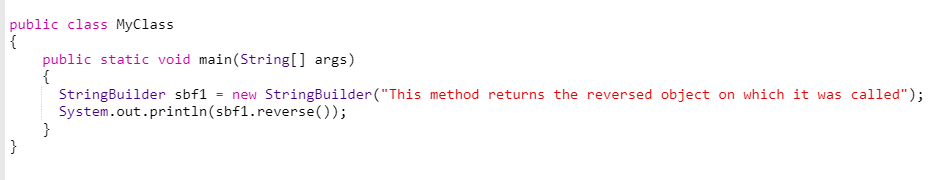 public class MyClass
{
    public static void main(String[] args)
    {
      StringBuilder sbf1 = new StringBuilder("This method returns the reversed object on which it was called");
      System.out.println(sbf1.reverse());
    }
}